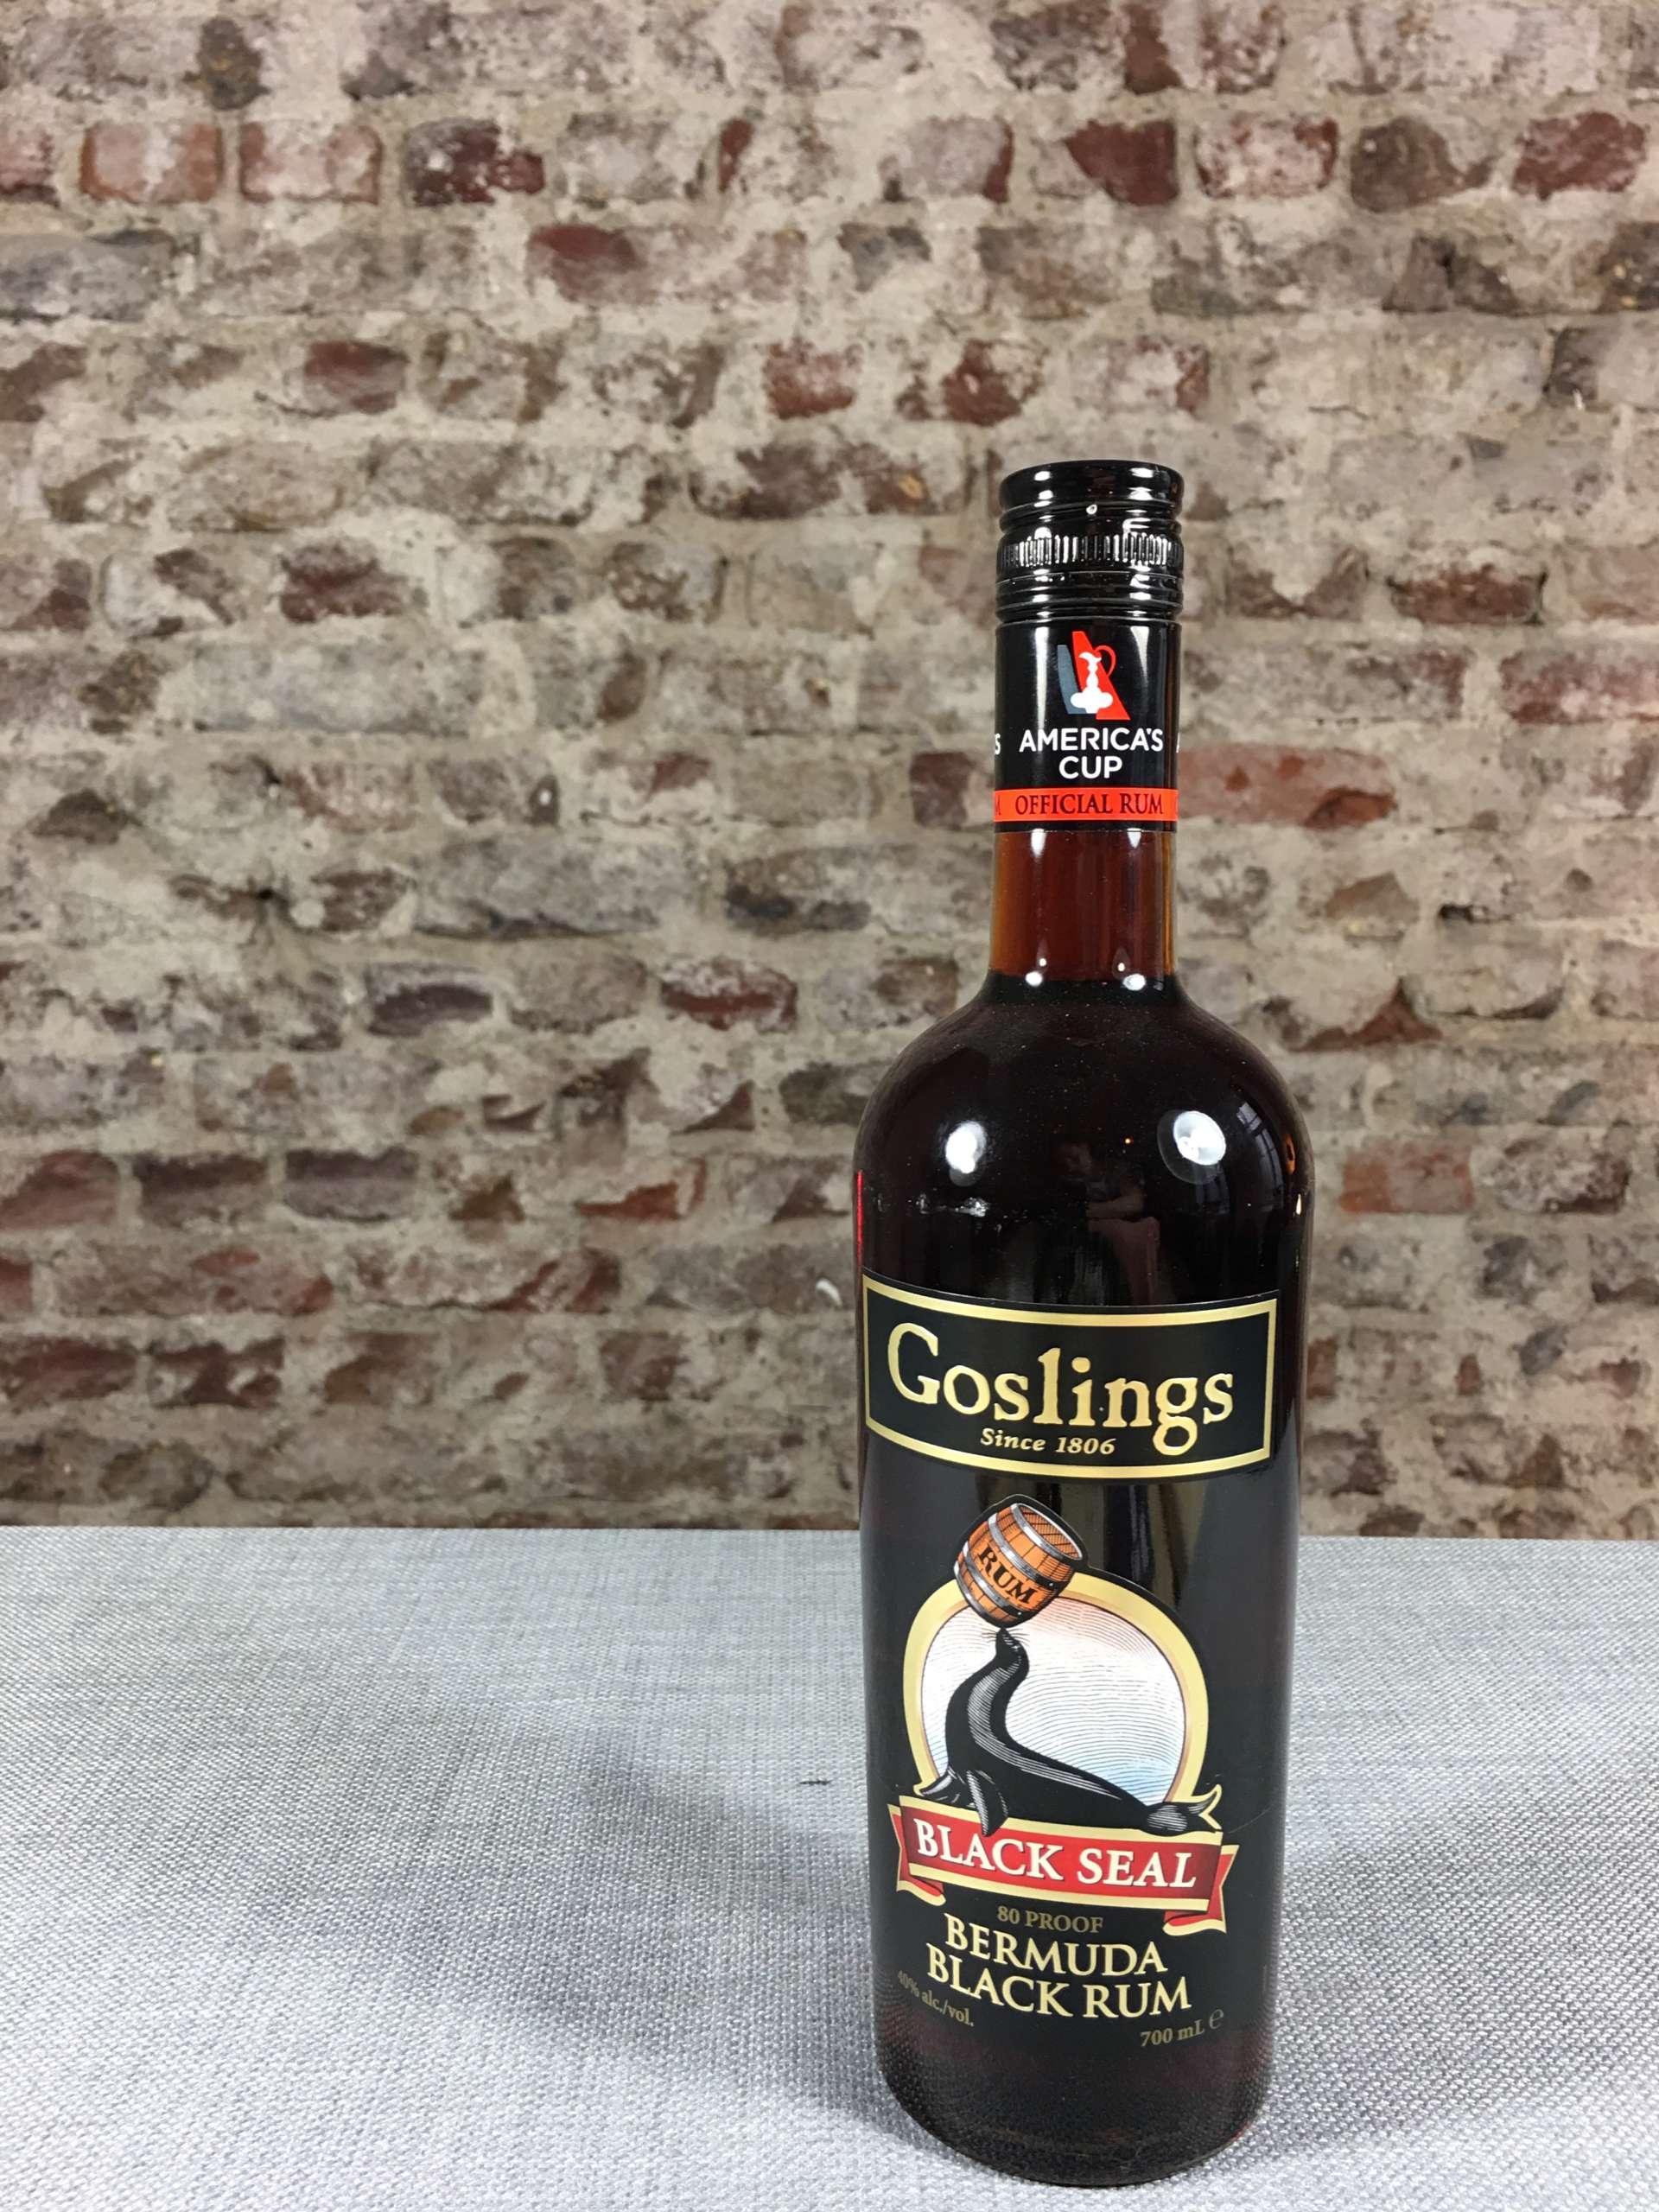 AMERICA'S
CUP
OFFICIAL RUM
Goslings
Since 1806
RUM
BLACK SEAL
80 PROOF
BERMUDA
BLACK RUM
40% alc./vol.
700 mL ℮